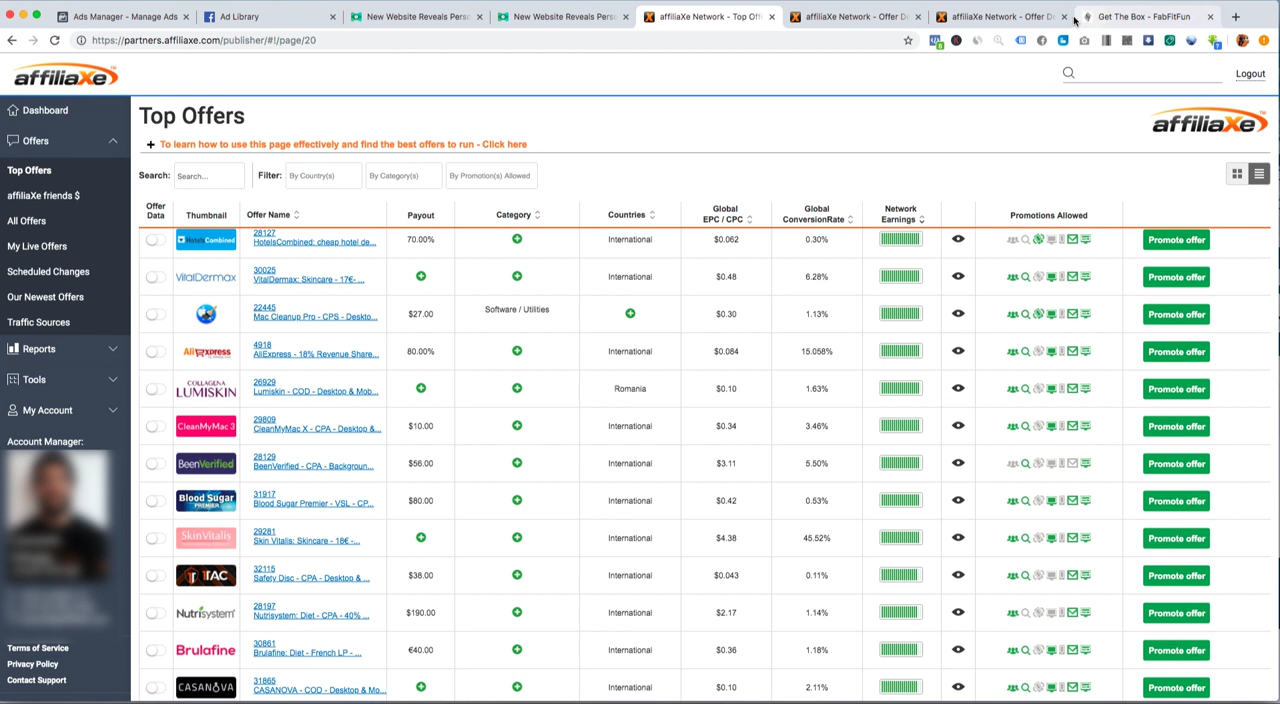 Ads Manager - Manage Ads
Ad Library
New Website Reveals Perso
New Website Reveals Perso
affiliaXe Network - Top Off
affiliaXe Network - Offer De
affiliaXe Network - Offer De
Get The Box - FabFitFun
https://partners.affiliaxe.com/publisher/#!/page/20
affiliaXe
Logout
Dashboard
Offers
Top Offers
affiliaXe friends $
All Offers
My Live Offers
Scheduled Changes
Our Newest Offers
Traffic Sources
Reports
Tools
My Account
Account Manager:
Terms of Service
Privacy Policy
Contact Support
Top Offers
affiliaXe
To learn how to use this page effectively and find the best offers to run - Click here
Search: Search... Filter: By Country(s) By Category(s) By Promotion(s) Allowed
Offer Data Thumbnail Offer Name Payout Category Countries Global EPC / CPC Global ConversionRate Network Earnings Promotions Allowed
HotelsCombined 28127 HotelsCombined: cheap hotel de... 70.00% International $0.062 0.30% Promote offer
VitalDermax 30025 VitalDermax: Skincare - 17€- ... International $0.48 6.28% Promote offer
22445 Mac Cleanup Pro - CPS - Deskto... $27.00 Software / Utilities $0.30 1.13% Promote offer
AliExpress 4918 AliExpress - 18% Revenue Share... 80.00% International $0.084 15.058% Promote offer
COLLAGENA LUMISKIN 26929 Lumiskin - COD - Desktop & Mob... Romania $0.10 1.63% Promote offer
CleanMyMac 3 29809 CleanMyMac X - CPA - Desktop &... $10.00 International $0.34 3.46% Promote offer
BeenVerified 28129 BeenVerified - CPA - Backgroun... $56.00 International $3.11 5.50% Promote offer
Blood Sugar PREMIER 31917 Blood Sugar Premier - VSL - CP... $80.00 International $0.42 0.53% Promote offer
SkinVitalis 29281 Skin Vitalis: Skincare - 18€ -... International $4.38 45.52% Promote offer
TAC 32115 Safety Disc - CPA - Desktop & ... $38.00 International $0.043 0.11% Promote offer
Nutrisystem 28197 Nutrisystem: Diet - CPA - 40% ... $190.00 International $2.17 1.14% Promote offer
Brulafine 30861 Brulafine: Diet - French LP - ... €40.00 International $0.36 1.18% Promote offer
CASANOVA 31865 CASANOVA - COD - Desktop & Mo... International $0.10 2.11% Promote offer